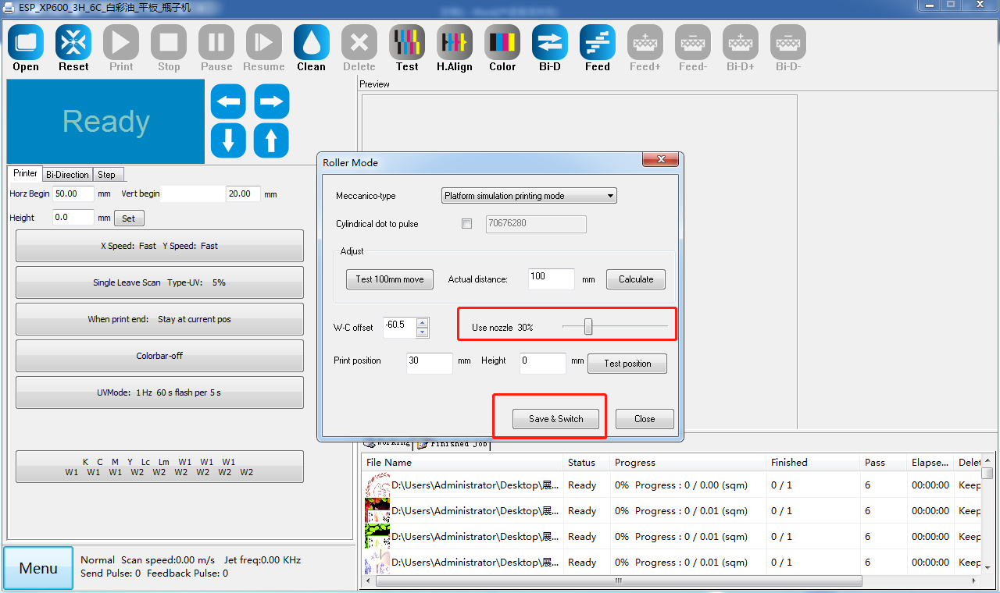 ESP_XP600_3H_6C_白彩油_平板_瓶子机
Open Reset Print Stop Pause Resume Clean Delete Test H.Align Color Bi-D Feed Feed+ Feed- Bi-D+ Bi-D-
Ready
Preview
Printer Bi-Direction Step
Horz Begin 50.00 mm Vert begin 20.00 mm
Height 0.0 mm Set
X Speed: Fast Y Speed: Fast
Single Leave Scan Type-UV: 5%
When print end: Stay at current pos
Colorbar-off
UVMode: 1 Hz 60 s flash per 5 s
K C M Y Lc Lm W1 W1 W1
W1 W1 W1 W2 W2 W2 W2 W2 W2
Menu
Normal Scan speed:0.00 m/s Jet freq:0.00 KHz
Send Pulse: 0 Feedback Pulse: 0
Roller Mode
Meccanico-type Platform simulation printing mode
Cylindrical dot to pulse 70676280
Adjust
Test 100mm move Actual distance: 100 mm Calculate
W-C offset -60.5 Use nozzle 30%
Print position 30 mm Height 0 mm Test position
Save & Switch Close
Working Finished Job
File Name Status Progress Finished Pass Elapse... Delet
D:\Users\Administrator\Desktop\展... Ready 0% Progress : 0 / 0.00 (sqm) 0 / 1 6 00:00:00 Keep
D:\Users\Administrator\Desktop\展... Ready 0% Progress : 0 / 0.01 (sqm) 0 / 1 6 00:00:00 Keep
D:\Users\Administrator\Desktop\展... Ready 0% Progress : 0 / 0.01 (sqm) 0 / 1 6 00:00:00 Keep
D:\Users\Administrator\Desktop\展... Ready 0% Progress : 0 / 0.01 (sqm) 0 / 1 6 00:00:00 Keep